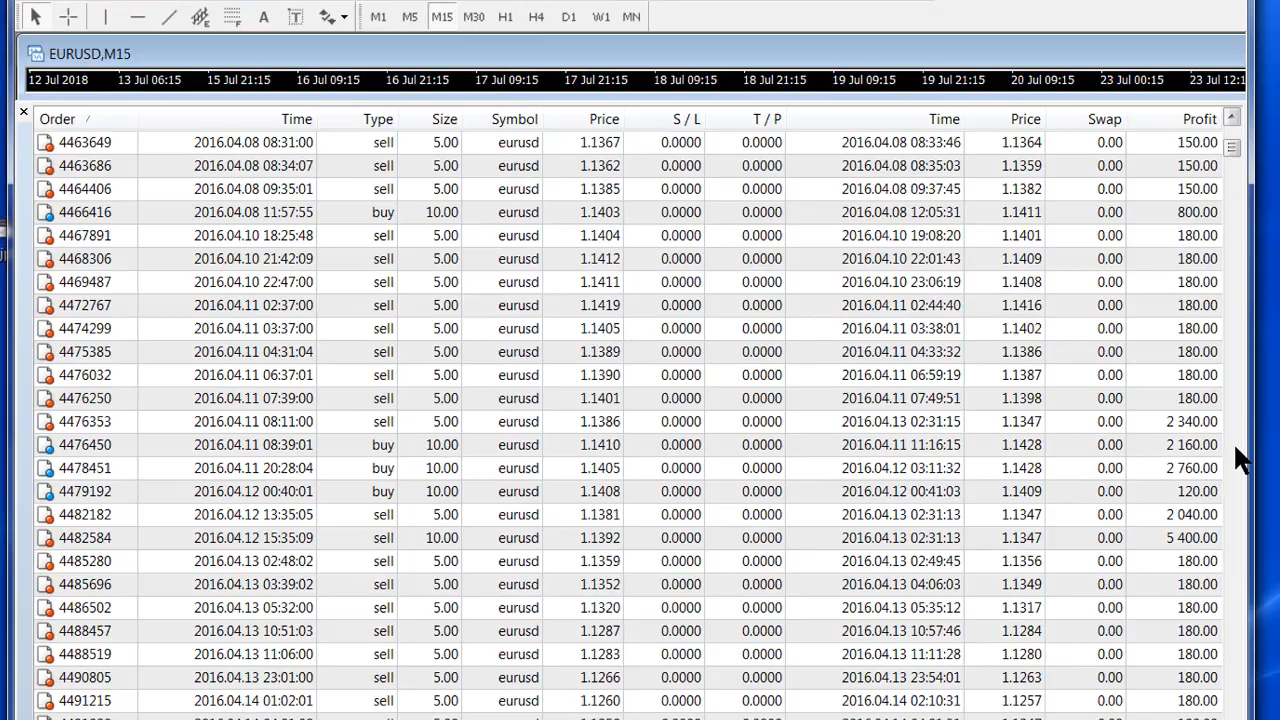 A T M1 M5 M15 M30 H1 H4 D1 W1 MN
EURUSD,M15
12 Jul 2018 13 Jul 06:15 15 Jul 21:15 16 Jul 09:15 16 Jul 21:15 17 Jul 09:15 17 Jul 21:15 18 Jul 09:15 18 Jul 21:15 19 Jul 09:15 19 Jul 21:15 20 Jul 09:15 23 Jul 00:15 23 Jul 12:1
Order / Time Type Size Symbol Price S / L T / P Time Price Swap Profit
4463649 2016.04.08 08:31:00 sell 5.00 eurusd 1.1367 0.0000 0.0000 2016.04.08 08:33:46 1.1364 0.00 150.00
4463686 2016.04.08 08:34:07 sell 5.00 eurusd 1.1362 0.0000 0.0000 2016.04.08 08:35:03 1.1359 0.00 150.00
4464406 2016.04.08 09:35:01 sell 5.00 eurusd 1.1385 0.0000 0.0000 2016.04.08 09:37:45 1.1382 0.00 150.00
4466416 2016.04.08 11:57:55 buy 10.00 eurusd 1.1403 0.0000 0.0000 2016.04.08 12:05:31 1.1411 0.00 800.00
4467891 2016.04.10 18:25:48 sell 5.00 eurusd 1.1404 0.0000 0.0000 2016.04.10 19:08:20 1.1401 0.00 180.00
4468306 2016.04.10 21:42:09 sell 5.00 eurusd 1.1412 0.0000 0.0000 2016.04.10 22:01:43 1.1409 0.00 180.00
4469487 2016.04.10 22:47:00 sell 5.00 eurusd 1.1411 0.0000 0.0000 2016.04.10 23:06:19 1.1408 0.00 180.00
4472767 2016.04.11 02:37:00 sell 5.00 eurusd 1.1419 0.0000 0.0000 2016.04.11 02:44:40 1.1416 0.00 180.00
4474299 2016.04.11 03:37:00 sell 5.00 eurusd 1.1405 0.0000 0.0000 2016.04.11 03:38:01 1.1402 0.00 180.00
4475385 2016.04.11 04:31:04 sell 5.00 eurusd 1.1389 0.0000 0.0000 2016.04.11 04:33:32 1.1386 0.00 180.00
4476032 2016.04.11 06:37:01 sell 5.00 eurusd 1.1390 0.0000 0.0000 2016.04.11 06:59:19 1.1387 0.00 180.00
4476250 2016.04.11 07:39:00 sell 5.00 eurusd 1.1401 0.0000 0.0000 2016.04.11 07:49:51 1.1398 0.00 180.00
4476353 2016.04.11 08:11:00 sell 5.00 eurusd 1.1386 0.0000 0.0000 2016.04.13 02:31:15 1.1347 0.00 2 340.00
4476450 2016.04.11 08:39:01 buy 10.00 eurusd 1.1410 0.0000 0.0000 2016.04.11 11:16:15 1.1428 0.00 2 160.00
4478451 2016.04.11 20:28:04 buy 10.00 eurusd 1.1405 0.0000 0.0000 2016.04.12 03:11:32 1.1428 0.00 2 760.00
4479192 2016.04.12 00:40:01 buy 10.00 eurusd 1.1408 0.0000 0.0000 2016.04.12 00:41:03 1.1409 0.00 120.00
4482182 2016.04.12 13:35:05 sell 5.00 eurusd 1.1381 0.0000 0.0000 2016.04.13 02:31:13 1.1347 0.00 2 040.00
4482584 2016.04.12 15:35:09 sell 10.00 eurusd 1.1392 0.0000 0.0000 2016.04.13 02:31:13 1.1347 0.00 5 400.00
4485280 2016.04.13 02:48:02 sell 5.00 eurusd 1.1359 0.0000 0.0000 2016.04.13 02:49:45 1.1356 0.00 180.00
4485696 2016.04.13 03:39:02 sell 5.00 eurusd 1.1352 0.0000 0.0000 2016.04.13 04:06:03 1.1349 0.00 180.00
4486502 2016.04.13 05:32:00 sell 5.00 eurusd 1.1320 0.0000 0.0000 2016.04.13 05:35:12 1.1317 0.00 180.00
4488457 2016.04.13 10:51:03 sell 5.00 eurusd 1.1287 0.0000 0.0000 2016.04.13 10:57:46 1.1284 0.00 180.00
4488519 2016.04.13 11:06:00 sell 5.00 eurusd 1.1283 0.0000 0.0000 2016.04.13 11:11:28 1.1280 0.00 180.00
4490805 2016.04.13 23:01:00 sell 5.00 eurusd 1.1266 0.0000 0.0000 2016.04.13 23:54:01 1.1263 0.00 180.00
4491215 2016.04.14 01:02:01 sell 5.00 eurusd 1.1260 0.0000 0.0000 2016.04.14 02:10:31 1.1257 0.00 180.00